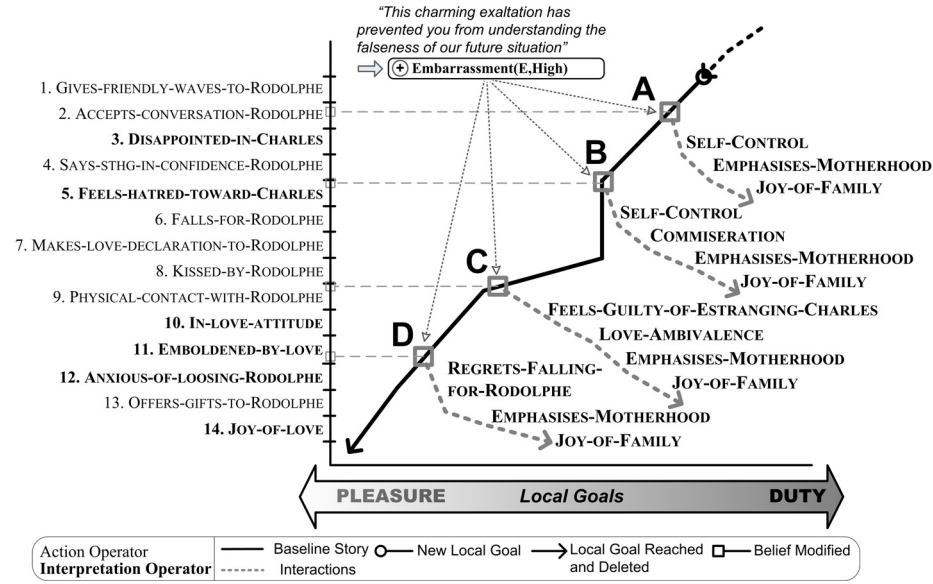 "This charming exaltation has
prevented you from understanding the
falseness of our future situation"
+ Embarrassment(E,High)
1. Gives-friendly-waves-to-Rodolphe
2. Accepts-conversation-Rodolphe
3. Disappointed-in-Charles
4. Says-sthg-in-confidence-Rodolphe
5. Feels-hatred-toward-Charles
6. Falls-for-Rodolphe
7. Makes-love-declaration-to-Rodolphe
8. Kissed-by-Rodolphe
9. Physical-contact-with-Rodolphe
10. In-love-attitude
11. Emboldened-by-love
12. Anxious-of-loosing-Rodolphe
13. Offers-gifts-to-Rodolphe
14. Joy-of-love
A
Self-Control
Emphasises-Motherhood
Joy-of-Family
B
Self-Control
Commiseration
Emphasises-Motherhood
Joy-of-Family
C
Feels-Guilty-of-Estranging-Charles
Love-Ambivalence
Emphasises-Motherhood
Joy-of-Family
D
Regrets-Falling-
for-Rodolphe
Emphasises-Motherhood
Joy-of-Family
PLEASURE Local Goals DUTY
Action Operator
Interpretation Operator
Baseline Story
Interactions
New Local Goal
Local Goal Reached
and Deleted
Belief Modified